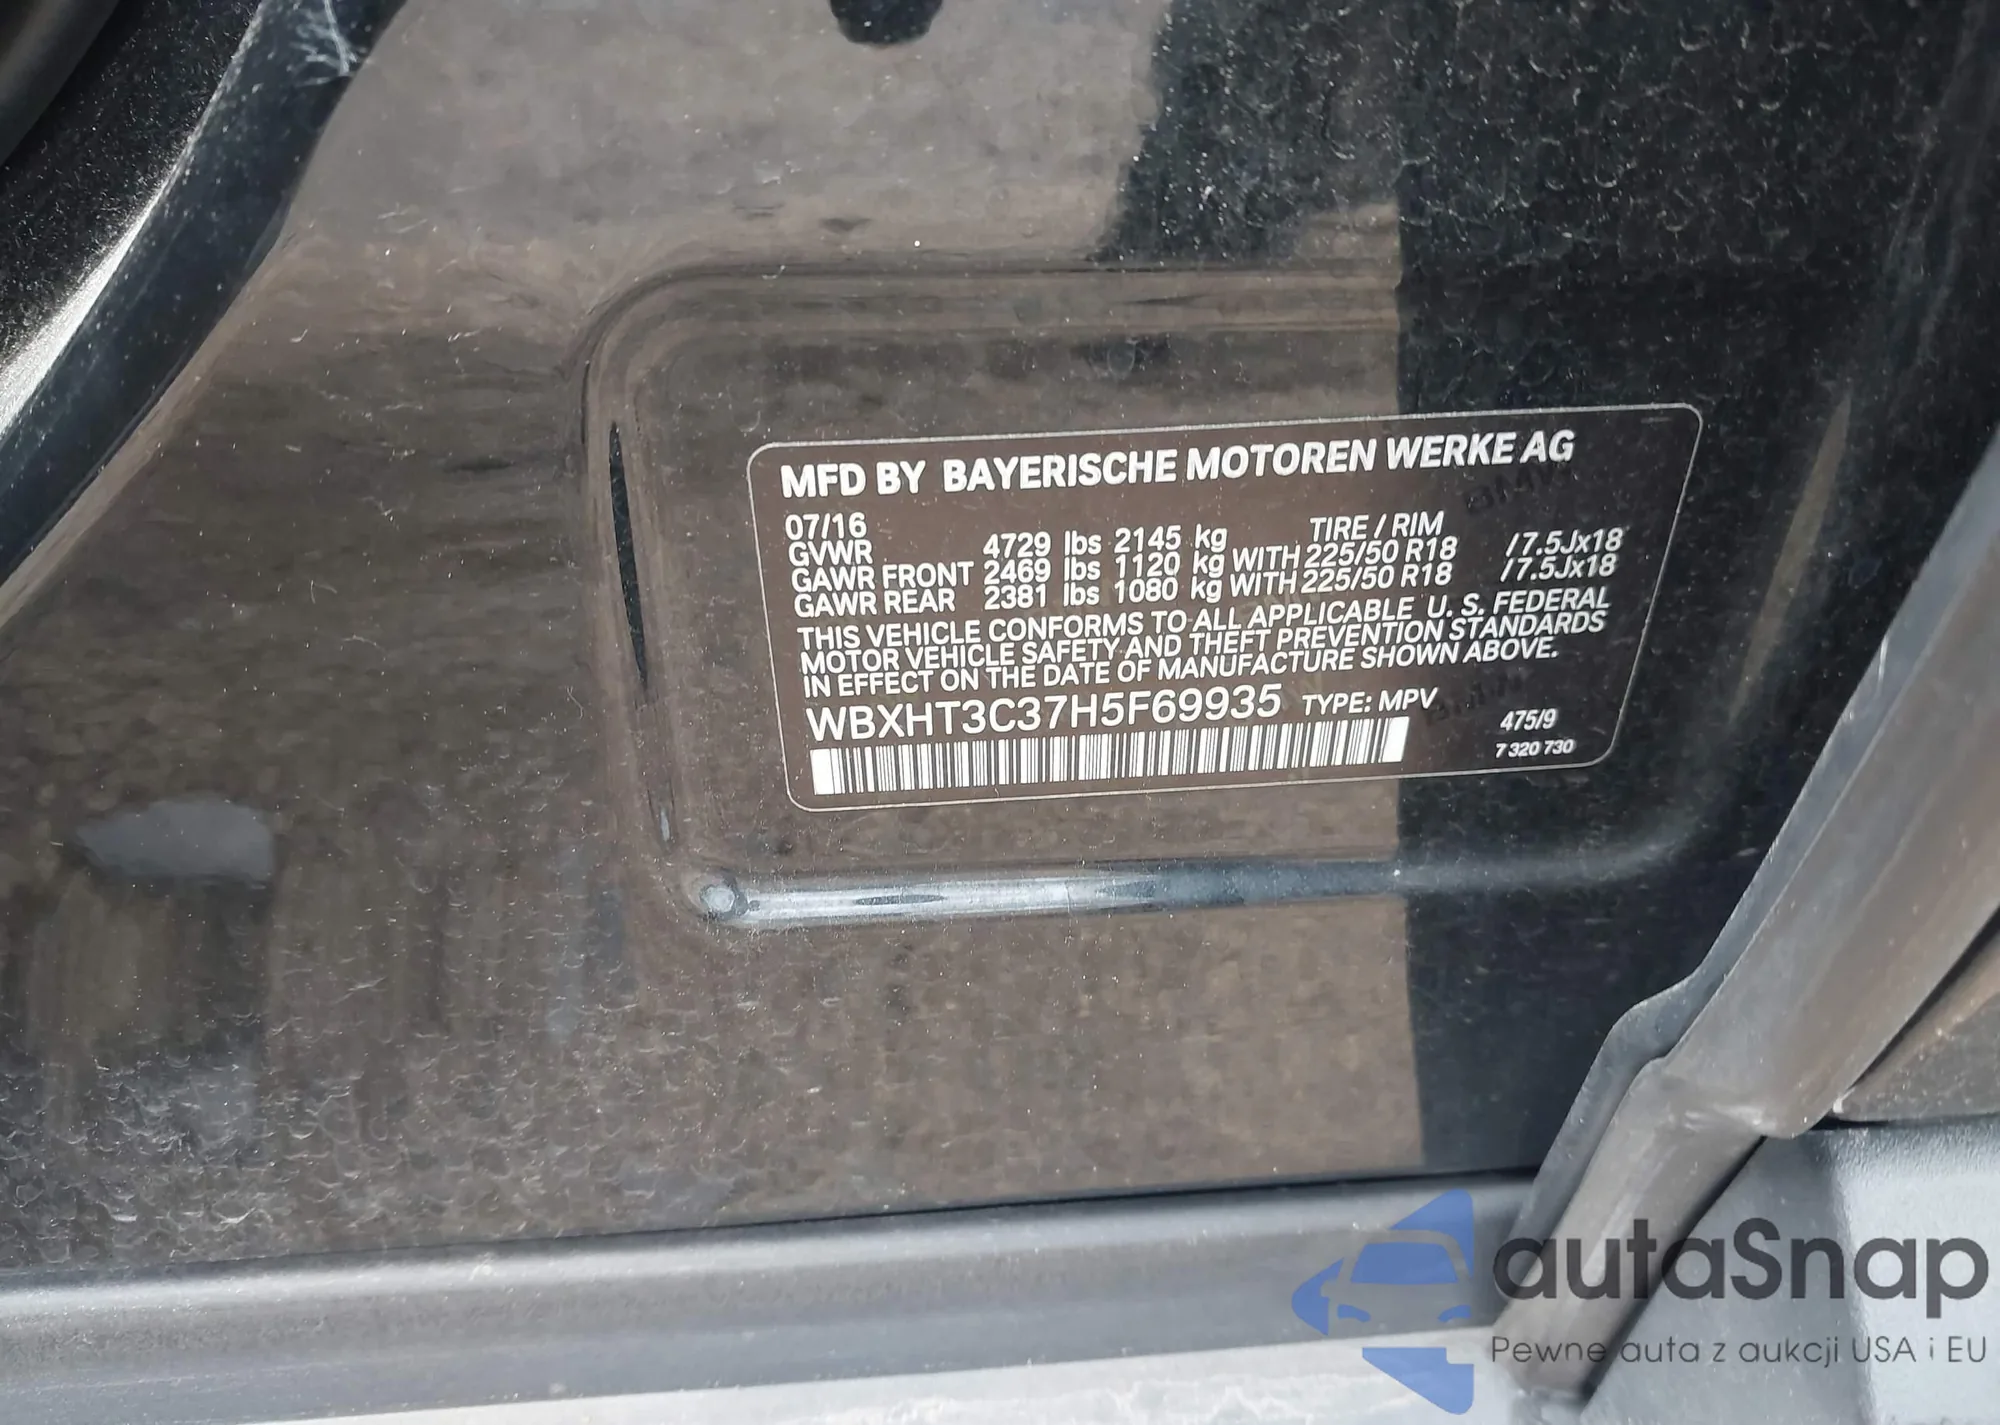 MFD BY BAYERISCHE MOTOREN WERKE AG
07/16 TIRE / RIM
GVWR 4729 lbs 2145 kg
GAWR FRONT 2469 lbs 1120 kg WITH 225/50 R18 /7.5Jx18
GAWR REAR 2381 lbs 1080 kg WITH 225/50 R18 /7.5Jx18
THIS VEHICLE CONFORMS TO ALL APPLICABLE U. S. FEDERAL
MOTOR VEHICLE SAFETY AND THEFT PREVENTION STANDARDS
IN EFFECT ON THE DATE OF MANUFACTURE SHOWN ABOVE.
WBXHT3C37H5F69935 TYPE: MPV
475/9
7 320 730
autaSnap
Pewne auta z aukcji USA i EU